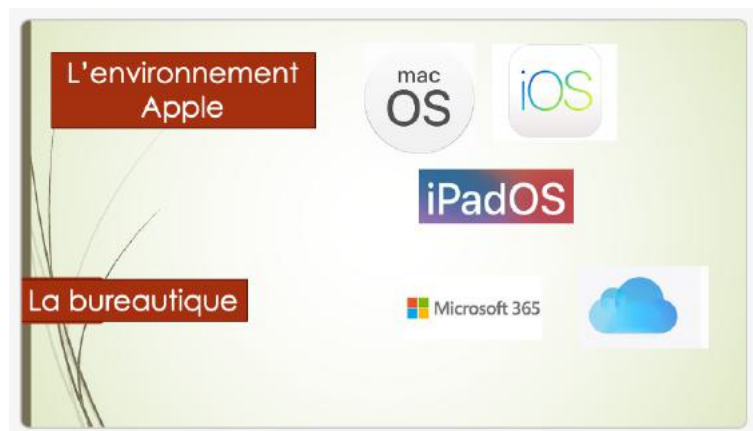 L'environnement
Apple
mac
OS
iOS
iPadOS
La bureautique
Microsoft 365